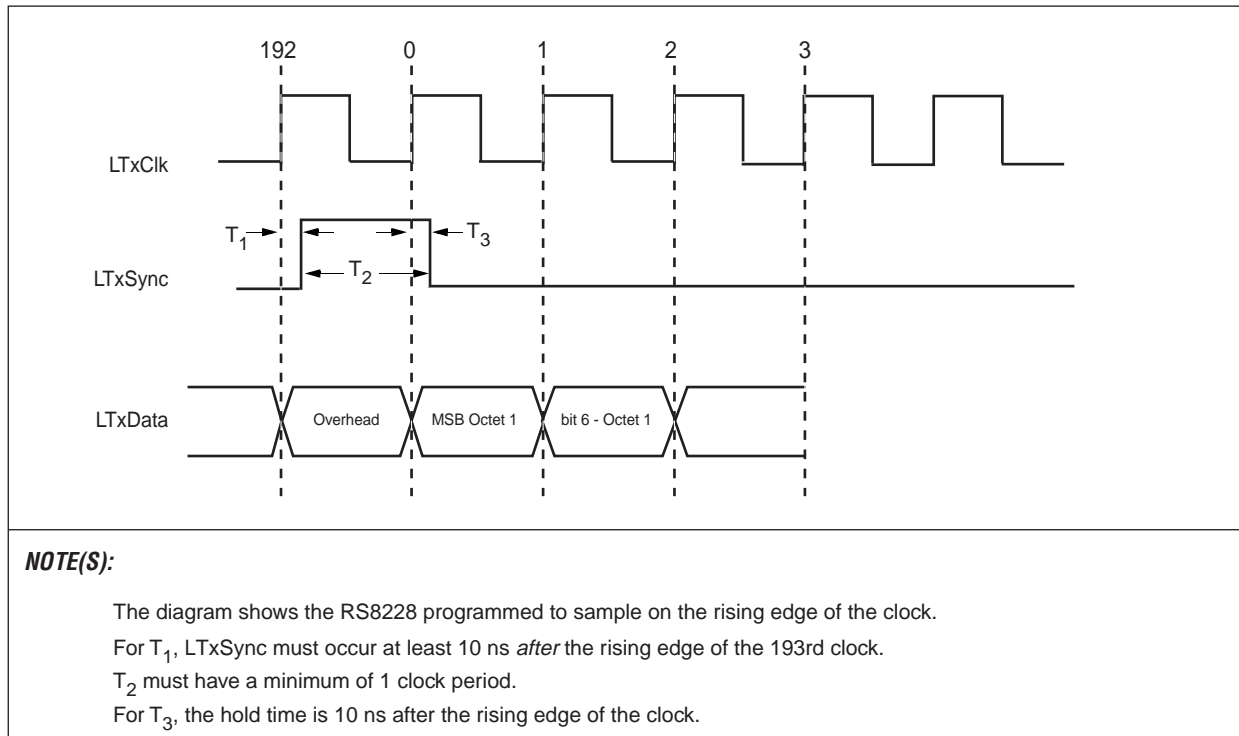 192 0 1 2 3
LTxClk
T1 T3
T2
LTxSync
LTxData Overhead MSB Octet 1 bit 6 - Octet 1
NOTE(S):
The diagram shows the RS8228 programmed to sample on the rising edge of the clock.
For T1, LTxSync must occur at least 10 ns after the rising edge of the 193rd clock.
T2 must have a minimum of 1 clock period.
For T3, the hold time is 10 ns after the rising edge of the clock.